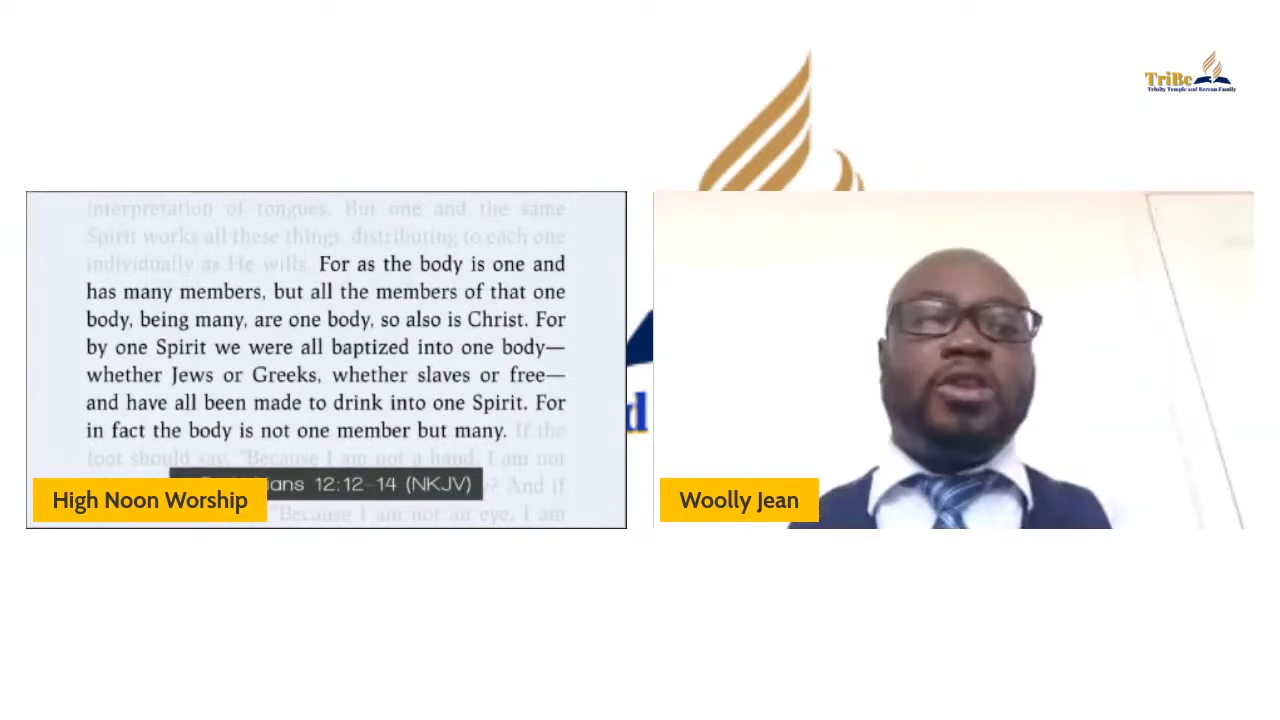 TriBe
Trinity Temple and Berean Family
interpretation of tongues. But one and the same
Spirit works all these things, distributing to each one
individually as He wills. For as the body is one and
has many members, but all the members of that one
body, being many, are one body, so also is Christ. For
by one Spirit we were all baptized into one body—
whether Jews or Greeks, whether slaves or free—
and have all been made to drink into one Spirit. For
in fact the body is not one member but many. If the
foot should say, "Because I am not a hand, I am not
And if
"Because I am not an eye, I am
12:12-14 (NKJV)
High Noon Worship
d
Woolly Jean